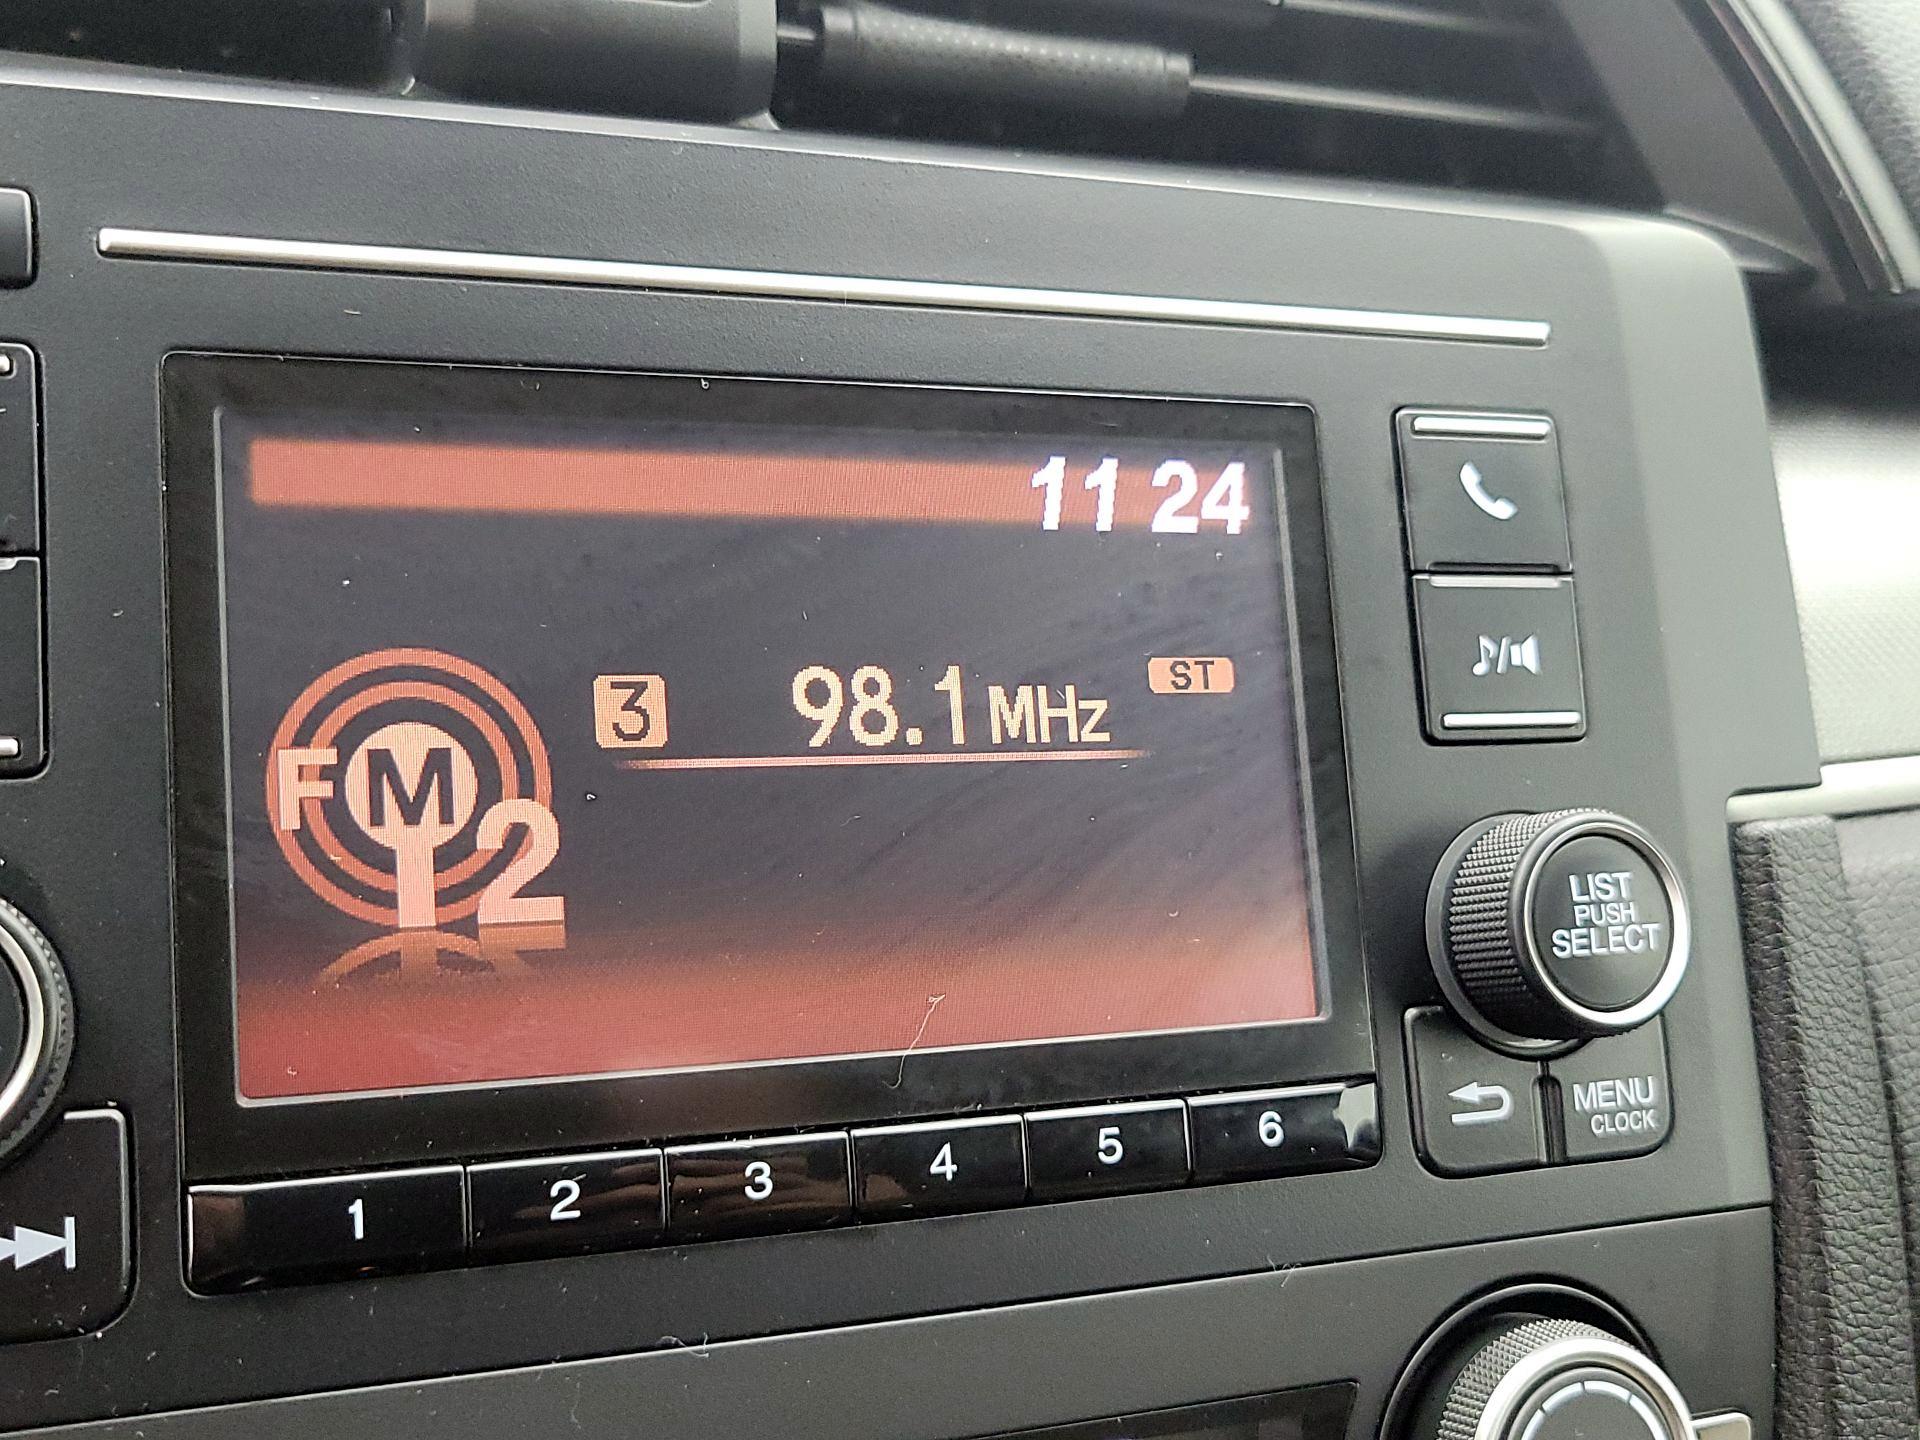 11 24
3 98.1 MHz ST
FM
2
LIST
PUSH
SELECT
MENU
CLOCK
1 2 3 4 5 6